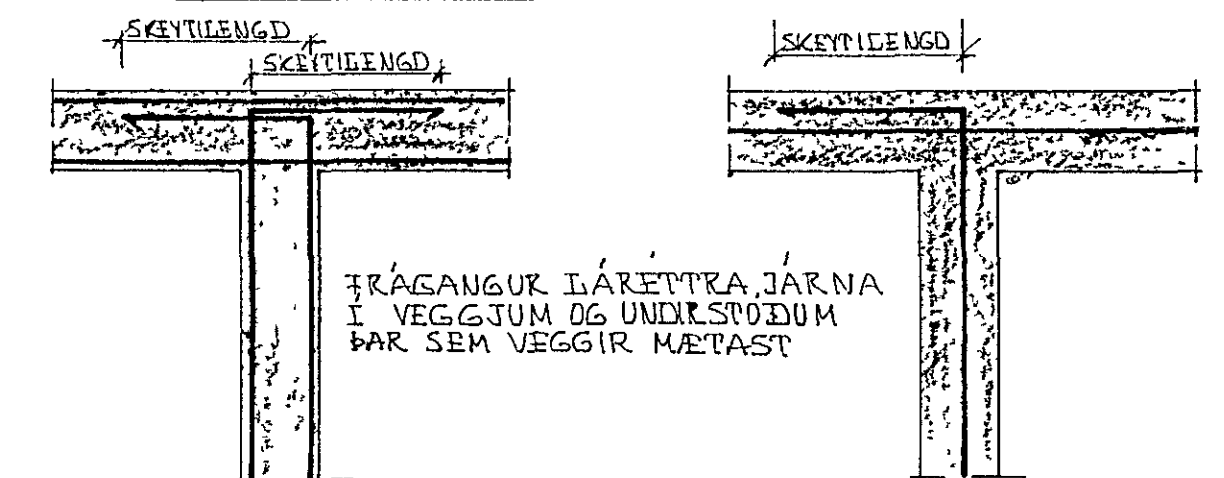 SKEYTILENGD
SKEYTILENGD
SKEYTILENGD
FRÁGANGUR LÁRÉTTRA JÁRNA
Í VEGGJUM OG UNDIRSTÖÐUM
ÞAR SEM VEGGIR MÆTAST